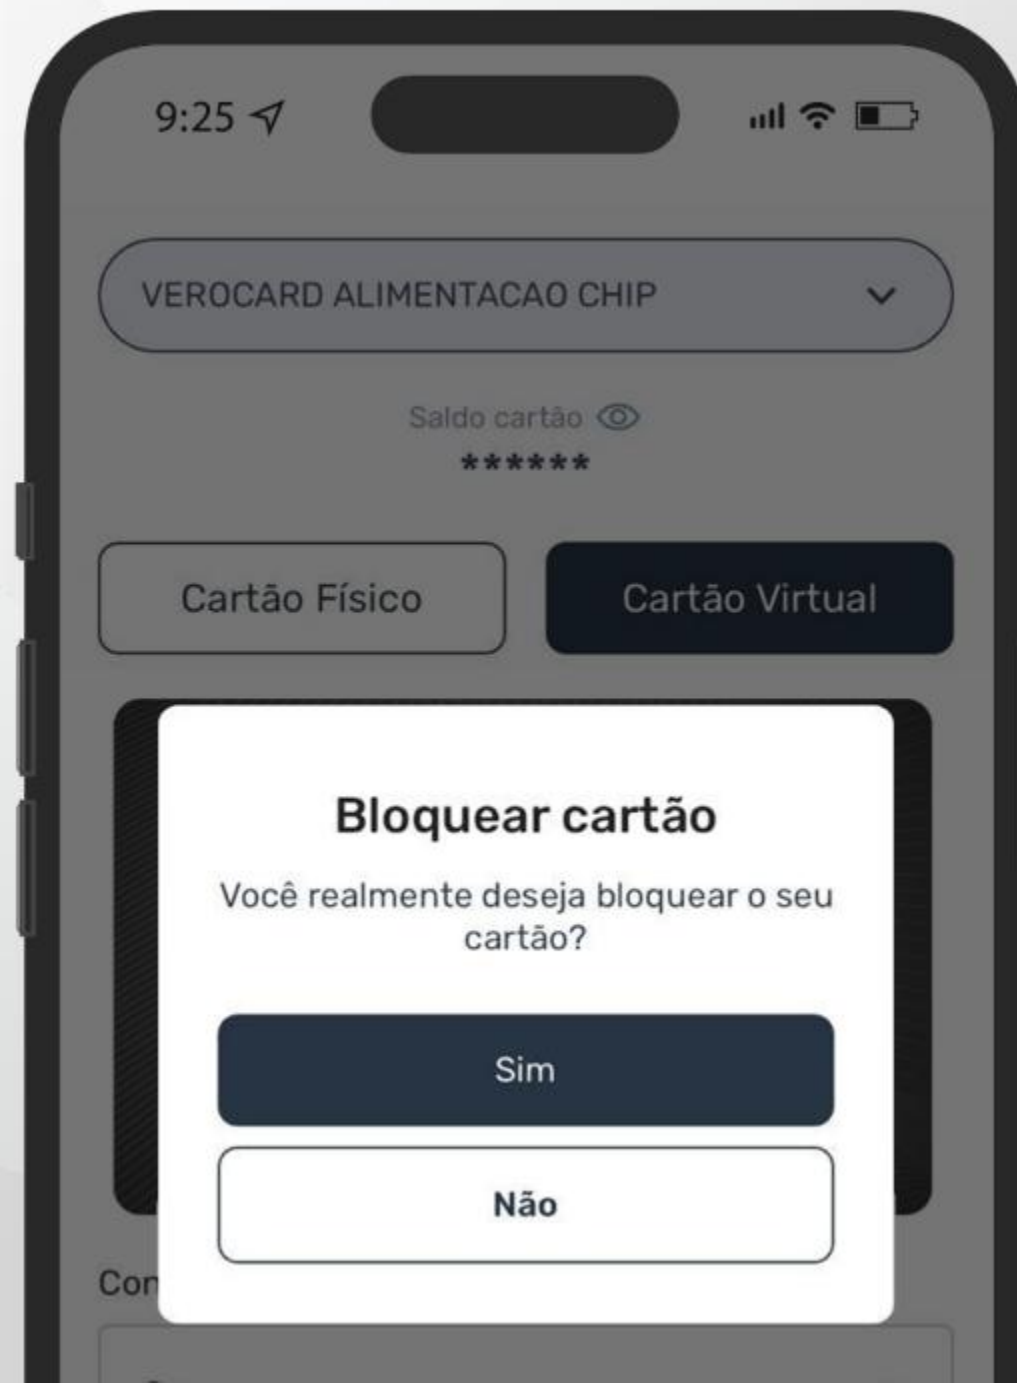 9:25
VEROCARD ALIMENTACAO CHIP
Saldo cartão
******
Cartão Físico
Cartão Virtual
Bloquear cartão
Você realmente deseja bloquear o seu
cartão?
Sim
Não